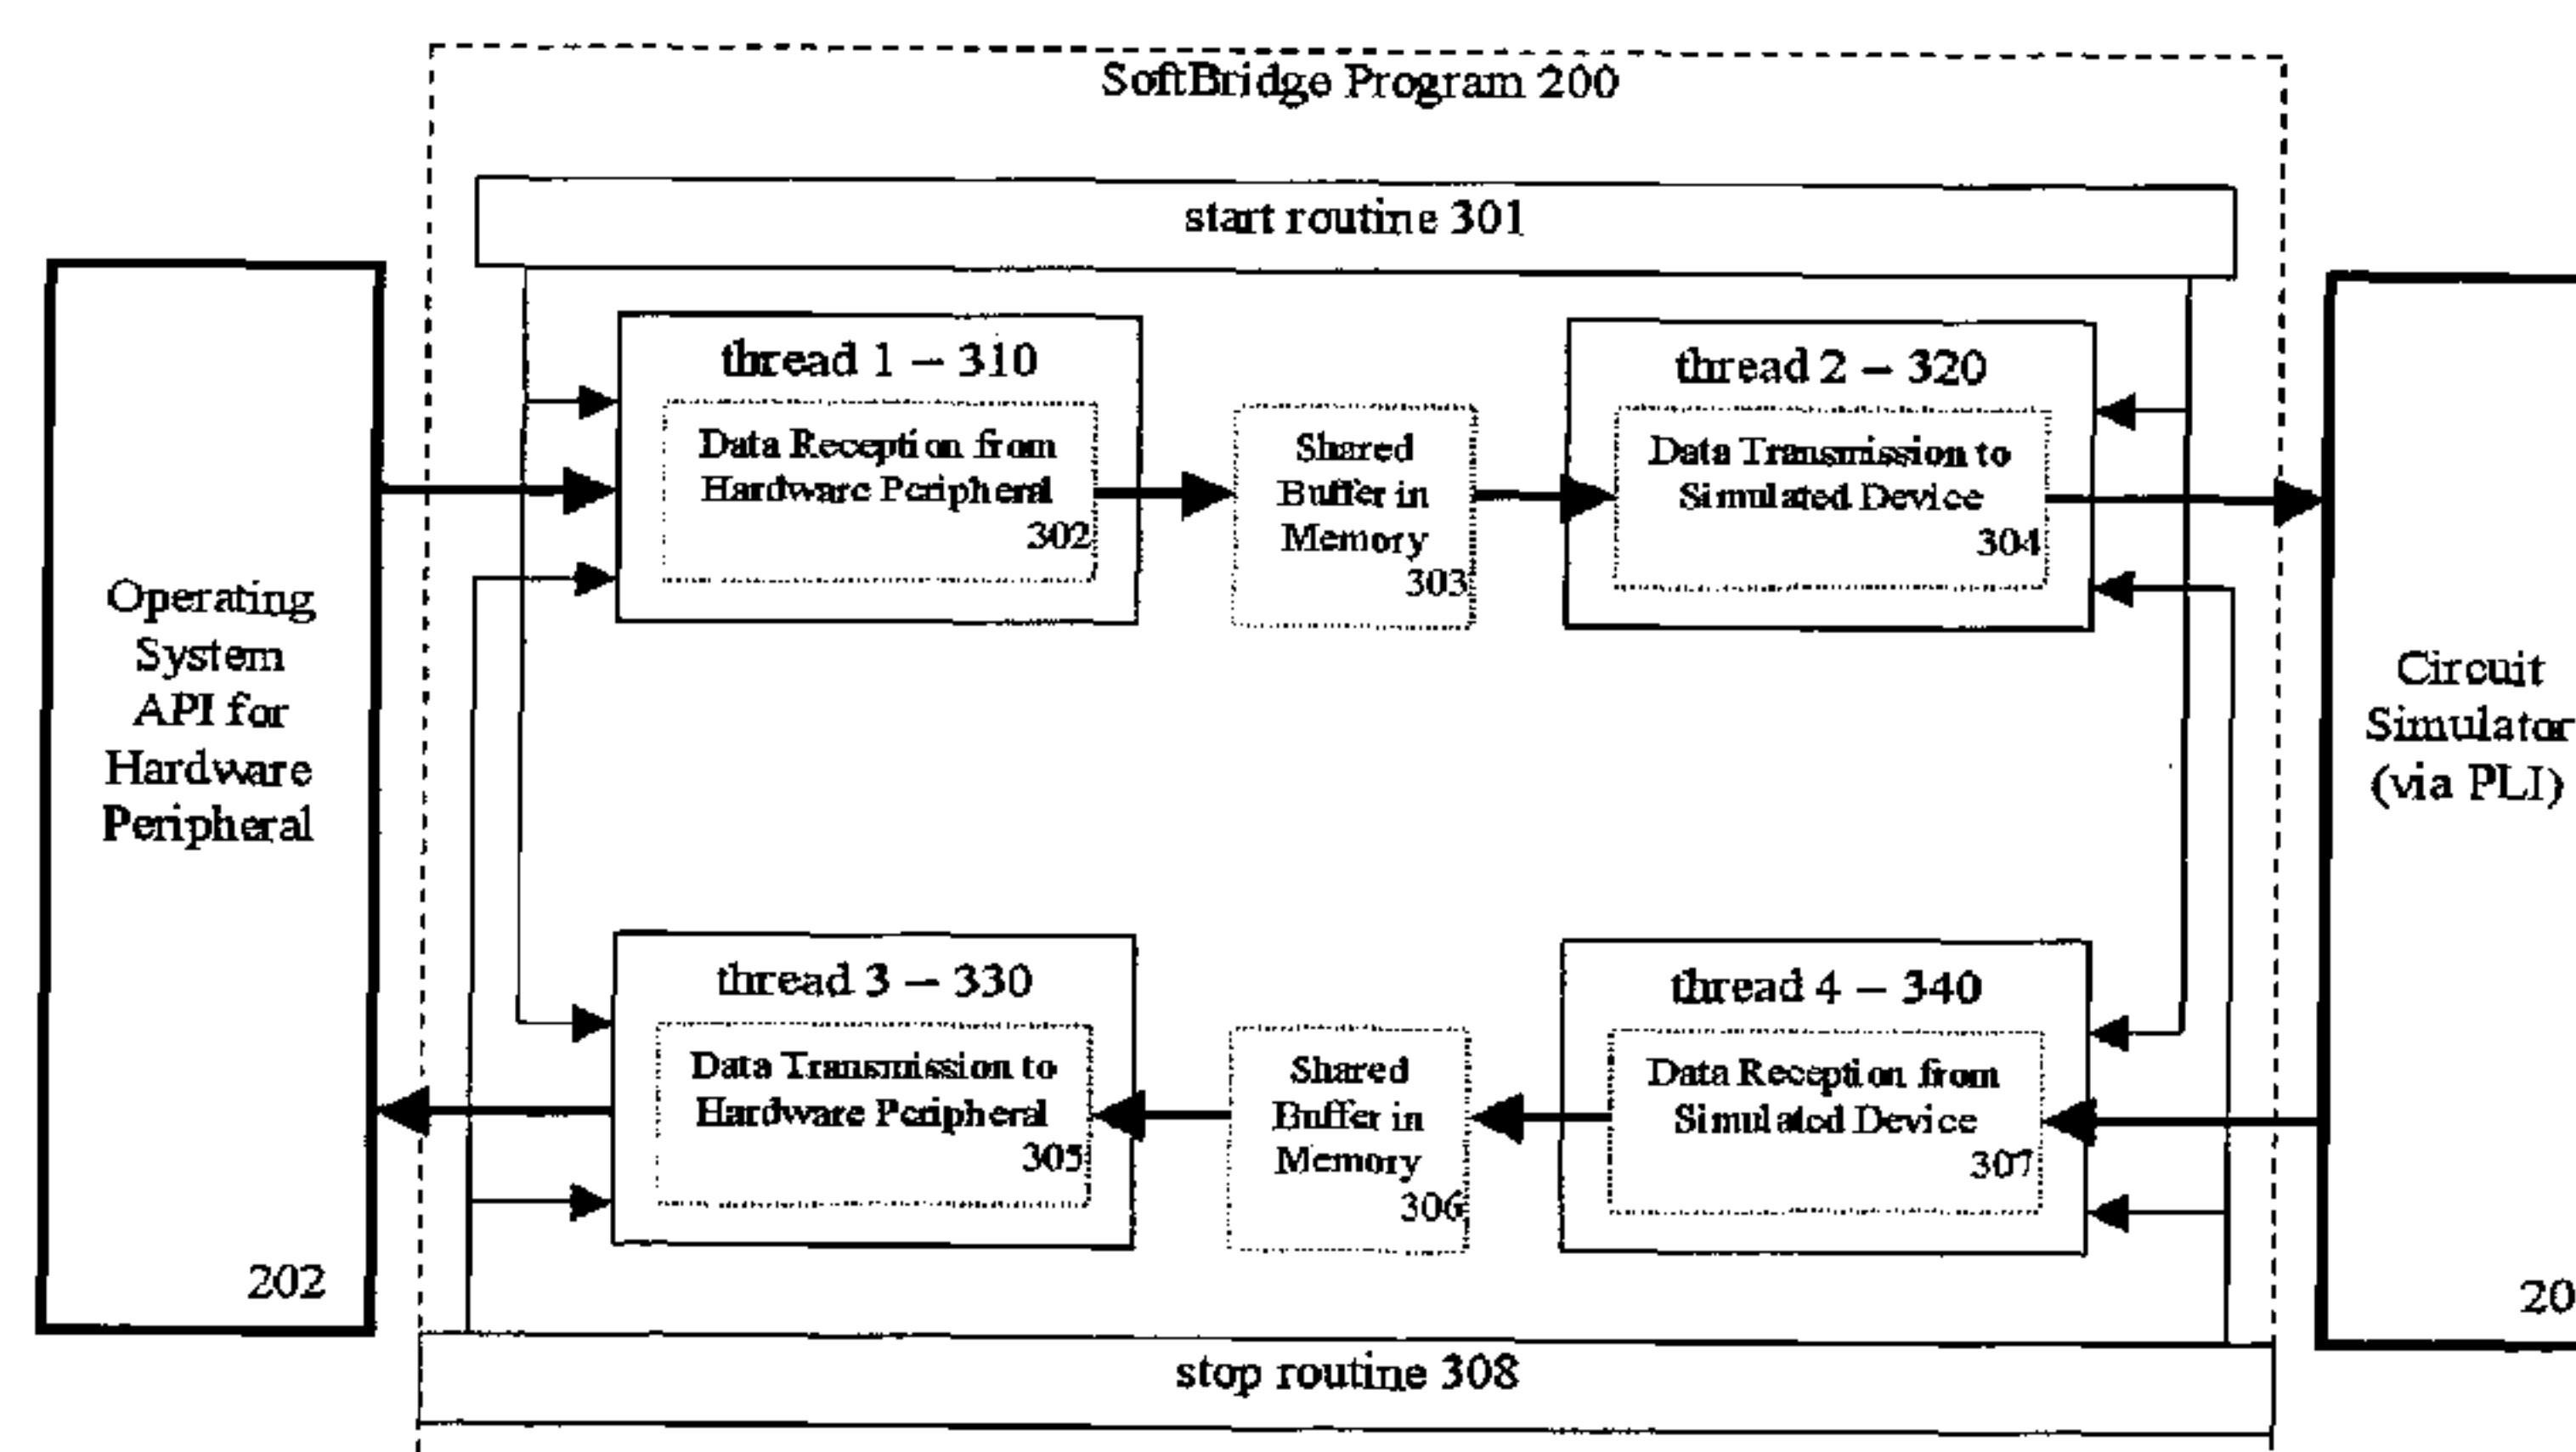 SoftBridge Program 200
start routine 301
thread 1 – 310
Data Reception from
Hardware Peripheral
302
Shared
Buffer in
Memory
303
thread 2 – 320
Data Transmission to
Simulated Device
304
Operating
System
API for
Hardware
Peripheral
202
Circuit
Simulator
(via PLI)
20
thread 3 – 330
Data Transmission to
Hardware Peripheral
305
Shared
Buffer in
Memory
306
thread 4 – 340
Data Reception from
Simulated Device
307
stop routine 308